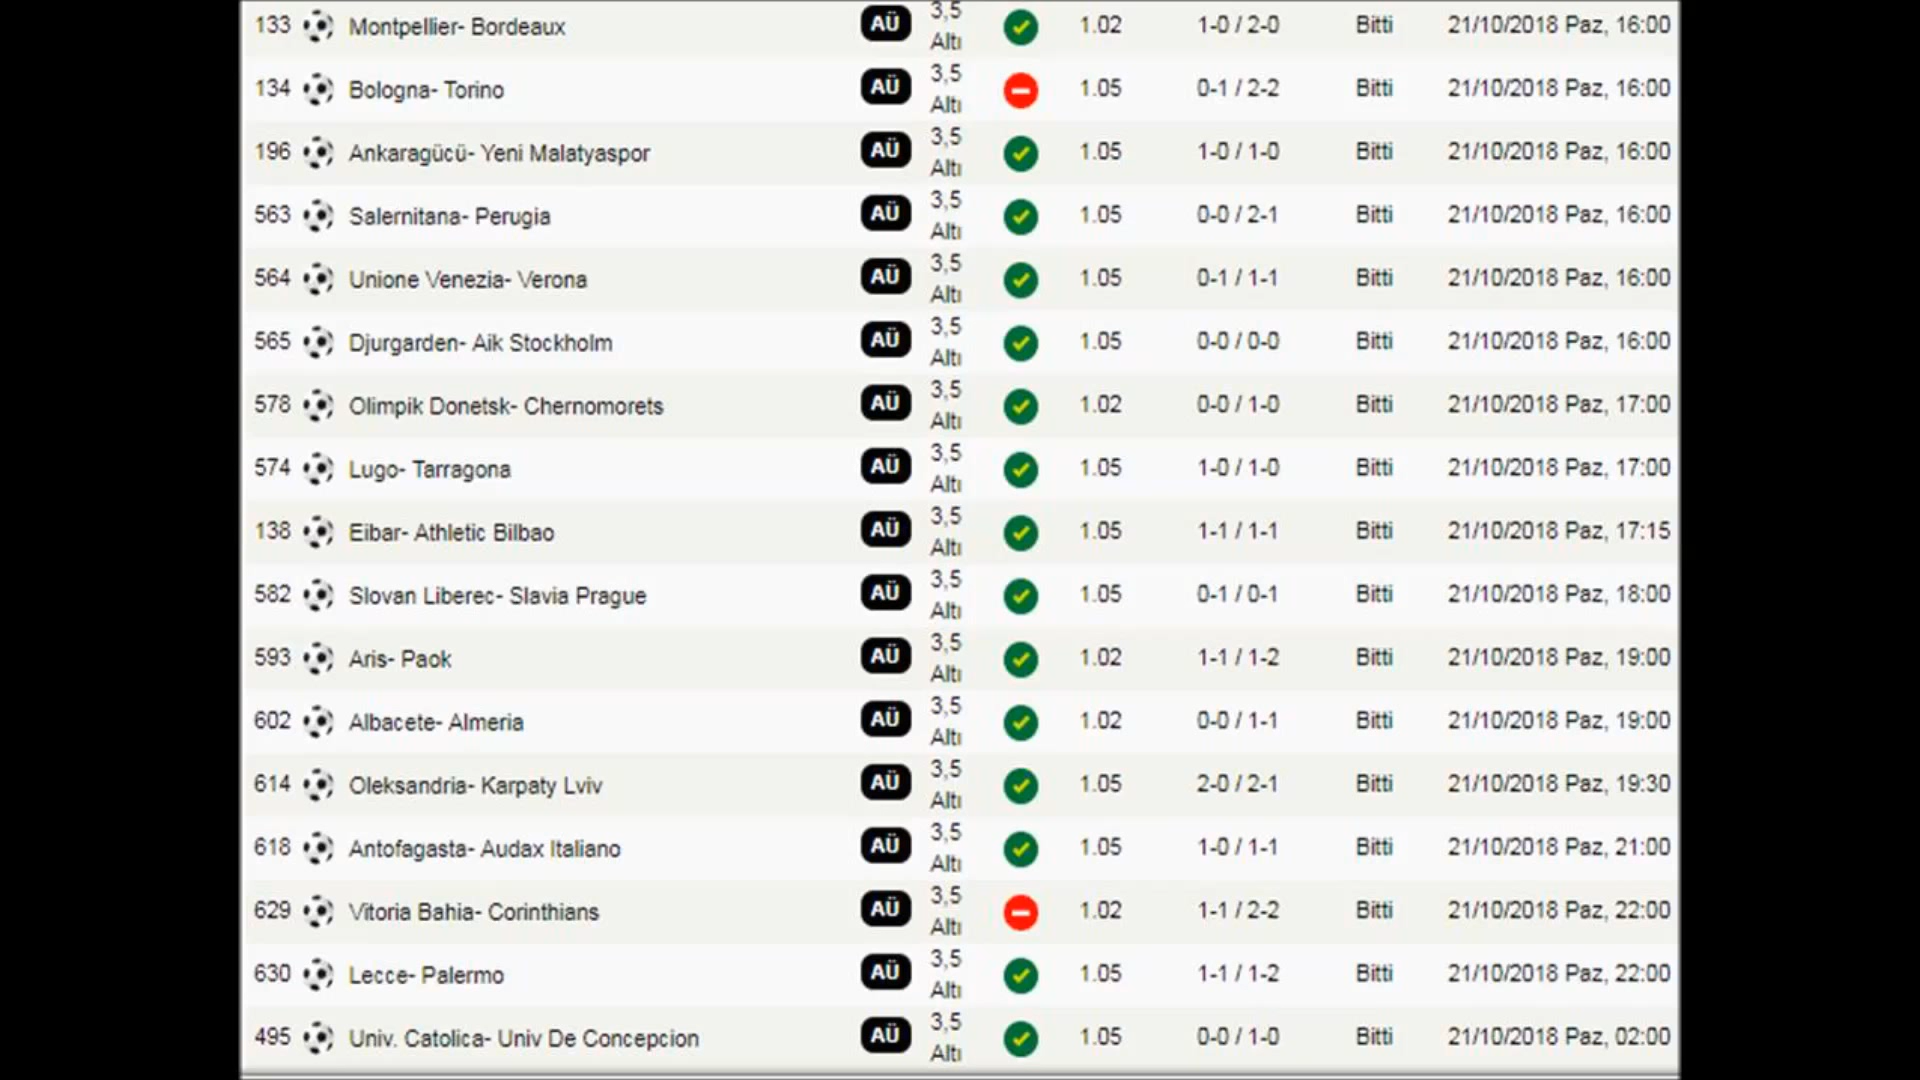 133 Montpellier- Bordeaux AÜ 3,5 Altı 1.02 1-0 / 2-0 Bitti 21/10/2018 Paz, 16:00
134 Bologna- Torino AÜ 3,5 Altı 1.05 0-1 / 2-2 Bitti 21/10/2018 Paz, 16:00
196 Ankaragücü- Yeni Malatyaspor AÜ 3,5 Altı 1.05 1-0 / 1-0 Bitti 21/10/2018 Paz, 16:00
563 Salernitana- Perugia AÜ 3,5 Altı 1.05 0-0 / 2-1 Bitti 21/10/2018 Paz, 16:00
564 Unione Venezia- Verona AÜ 3,5 Altı 1.05 0-1 / 1-1 Bitti 21/10/2018 Paz, 16:00
565 Djurgarden- Aik Stockholm AÜ 3,5 Altı 1.05 0-0 / 0-0 Bitti 21/10/2018 Paz, 16:00
578 Olimpik Donetsk- Chernomorets AÜ 3,5 Altı 1.02 0-0 / 1-0 Bitti 21/10/2018 Paz, 17:00
574 Lugo- Tarragona AÜ 3,5 Altı 1.05 1-0 / 1-0 Bitti 21/10/2018 Paz, 17:00
138 Eibar- Athletic Bilbao AÜ 3,5 Altı 1.05 1-1 / 1-1 Bitti 21/10/2018 Paz, 17:15
582 Slovan Liberec- Slavia Prague AÜ 3,5 Altı 1.05 0-1 / 0-1 Bitti 21/10/2018 Paz, 18:00
593 Aris- Paok AÜ 3,5 Altı 1.02 1-1 / 1-2 Bitti 21/10/2018 Paz, 19:00
602 Albacete- Almeria AÜ 3,5 Altı 1.02 0-0 / 1-1 Bitti 21/10/2018 Paz, 19:00
614 Oleksandria- Karpaty Lviv AÜ 3,5 Altı 1.05 2-0 / 2-1 Bitti 21/10/2018 Paz, 19:30
618 Antofagasta- Audax Italiano AÜ 3,5 Altı 1.05 1-0 / 1-1 Bitti 21/10/2018 Paz, 21:00
629 Vitoria Bahia- Corinthians AÜ 3,5 Altı 1.02 1-1 / 2-2 Bitti 21/10/2018 Paz, 22:00
630 Lecce- Palermo AÜ 3,5 Altı 1.05 1-1 / 1-2 Bitti 21/10/2018 Paz, 22:00
495 Univ. Catolica- Univ De Concepcion AÜ 3,5 Altı 1.05 0-0 / 1-0 Bitti 21/10/2018 Paz, 02:00